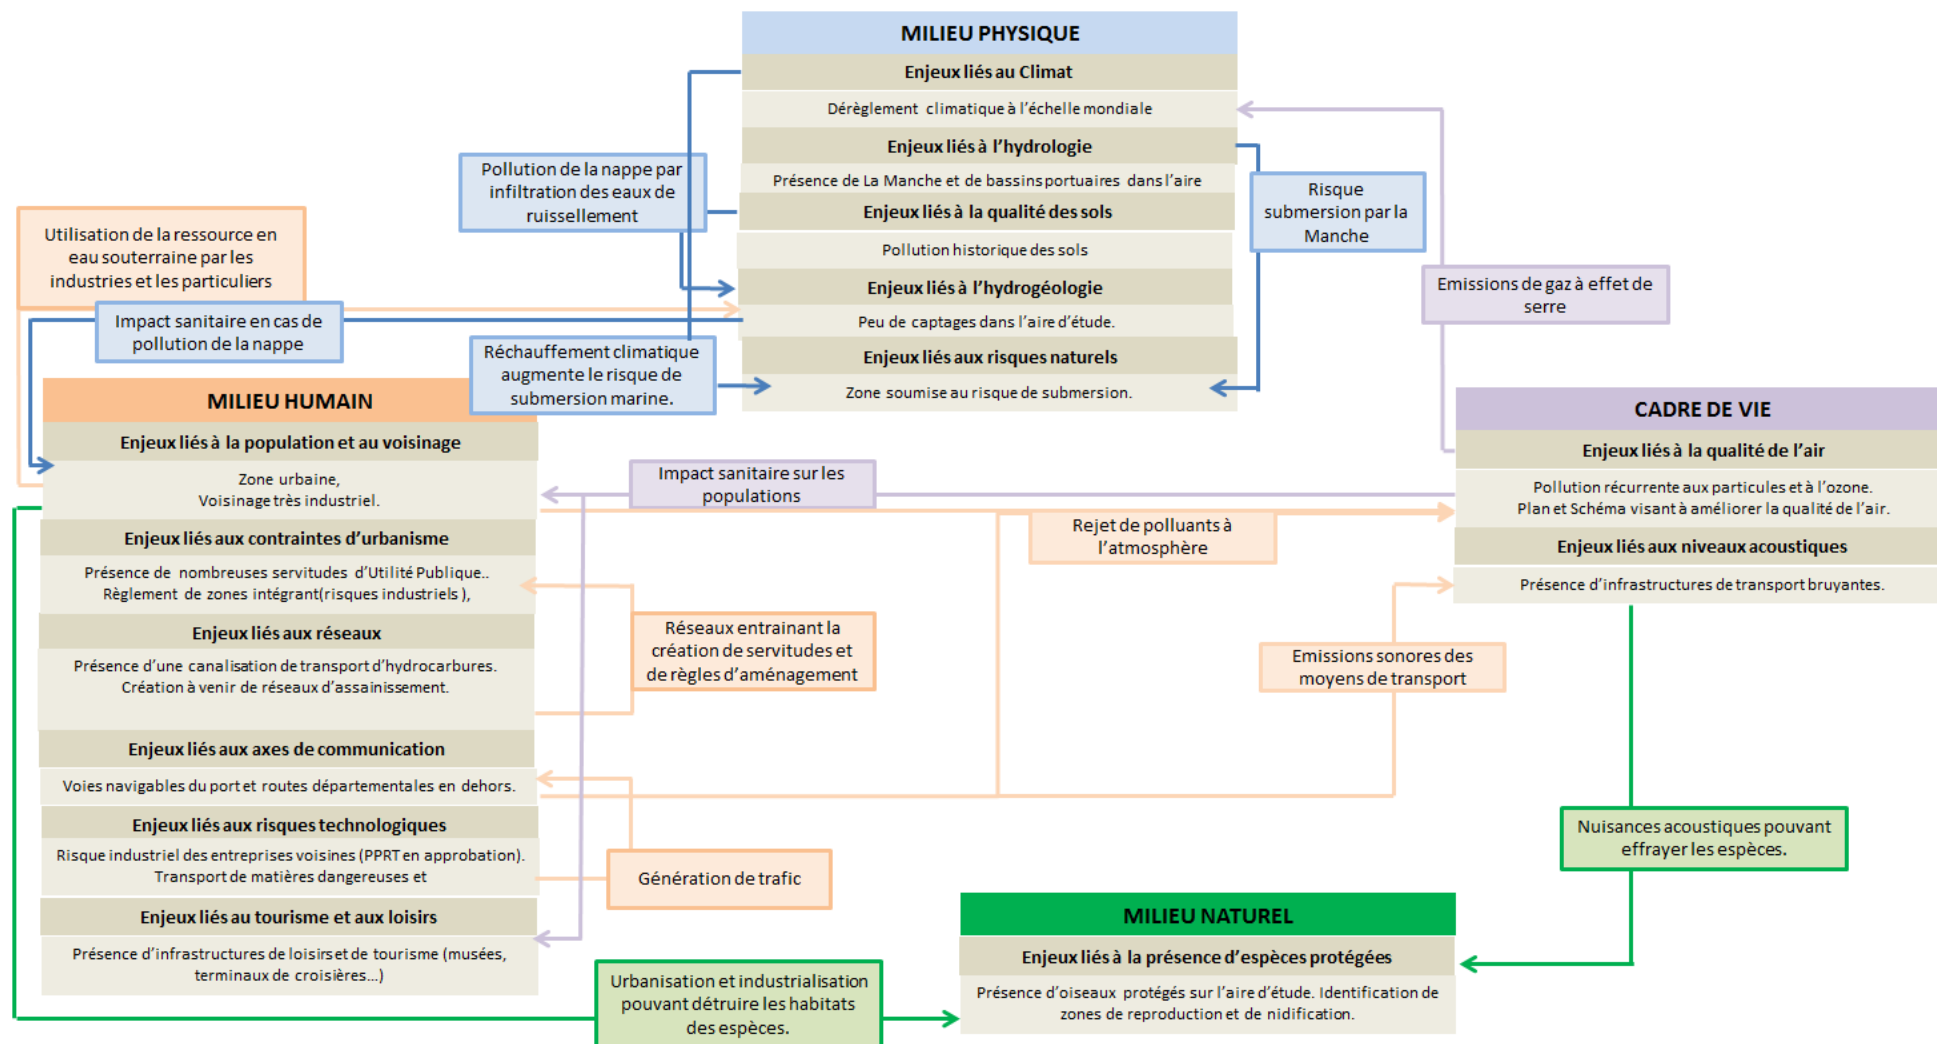 MILIEU PHYSIQUE
Enjeux liés au Climat
Dérèglement climatique à l'échelle mondiale
Enjeux liés à l'hydrologie
Présence de La Manche et de bassins portuaires dans l'aire
Enjeux liés à la qualité des sols
Pollution historique des sols
Enjeux liés à l'hydrogéologie
Peu de captages dans l'aire d'étude.
Enjeux liés aux risques naturels
Zone soumise au risque de submersion.
Pollution de la nappe par
infiltration des eaux de
ruissellement
Risque
submersion par la
Manche
Utilisation de la ressource en
eau souterraine par les
industries et les particuliers
Impact sanitaire en cas de
pollution de la nappe
Réchauffement climatique
augmente le risque de
submersion marine.
Emissions de gaz à effet de
serre
MILIEU HUMAIN
Enjeux liés à la population et au voisinage
Zone urbaine,
Voisinage très industriel.
Enjeux liés aux contraintes d'urbanisme
Présence de nombreuses servitudes d'Utilité Publique..
Règlement de zones intégrant(risques industriels ),
Enjeux liés aux réseaux
Présence d'une canalisation de transport d'hydrocarbures.
Création à venir de réseaux d'assainissement.
Enjeux liés aux axes de communication
Voies navigables du port et routes départementales en dehors.
Enjeux liés aux risques technologiques
Risque industriel des entreprises voisines (PPRT en approbation).
Transport de matières dangereuses et
Enjeux liés au tourisme et aux loisirs
Présence d'infrastructures de loisirs et de tourisme (musées,
terminaux de croisières...)
Impact sanitaire sur les
populations
Rejet de polluants à
l'atmosphère
Réseaux entrainant la
création de servitudes et
de règles d'aménagement
Emissions sonores des
moyens de transport
Génération de trafic
CADRE DE VIE
Enjeux liés à la qualité de l'air
Pollution récurrente aux particules et à l'ozone.
Plan et Schéma visant à améliorer la qualité de l'air.
Enjeux liés aux niveaux acoustiques
Présence d'infrastructures de transport bruyantes.
Nuisances acoustiques pouvant
effrayer les espèces.
MILIEU NATUREL
Enjeux liés à la présence d'espèces protégées
Présence d'oiseaux protégés sur l'aire d'étude. Identification de
zones de reproduction et de nidification.
Urbanisation et industrialisation
pouvant détruire les habitats
des espèces.